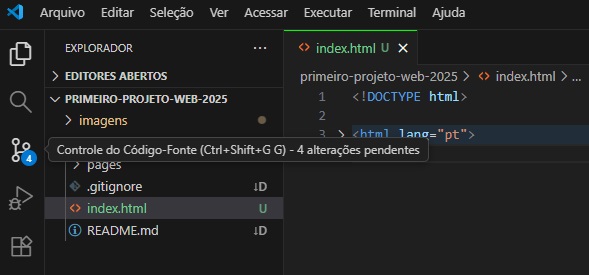 Arquivo Editar Seleção Ver Acessar Executar Terminal Ajuda
EXPLORADOR ...
index.html U
EDITORES ABERTOS
PRIMEIRO-PROJETO-WEB-2025
primeiro-projeto-web-2025 > index.html > ...
imagens
1 <!DOCTYPE html>
2
3 <html lang="pt">
Controle do Código-Fonte (Ctrl+Shift+G G) - 4 alterações pendentes
4
pages
.gitignore ↓D
index.html U
README.md ↓D